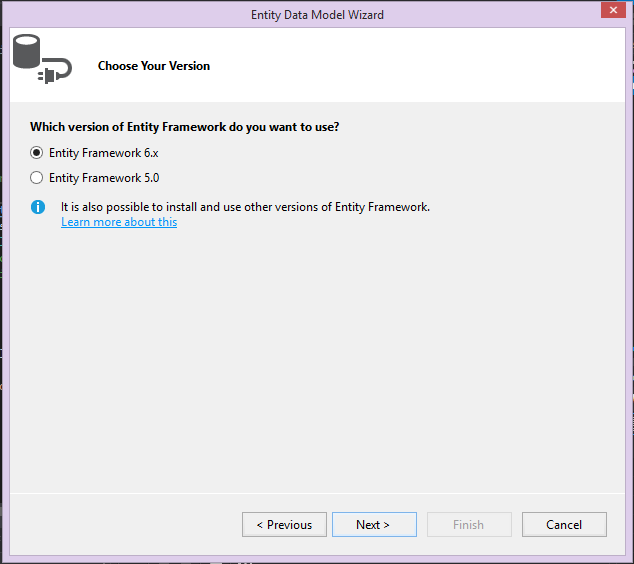 Entity Data Model Wizard
Choose Your Version
Which version of Entity Framework do you want to use?
Entity Framework 6.x
Entity Framework 5.0
It is also possible to install and use other versions of Entity Framework.
Learn more about this
< Previous
Next >
Finish
Cancel